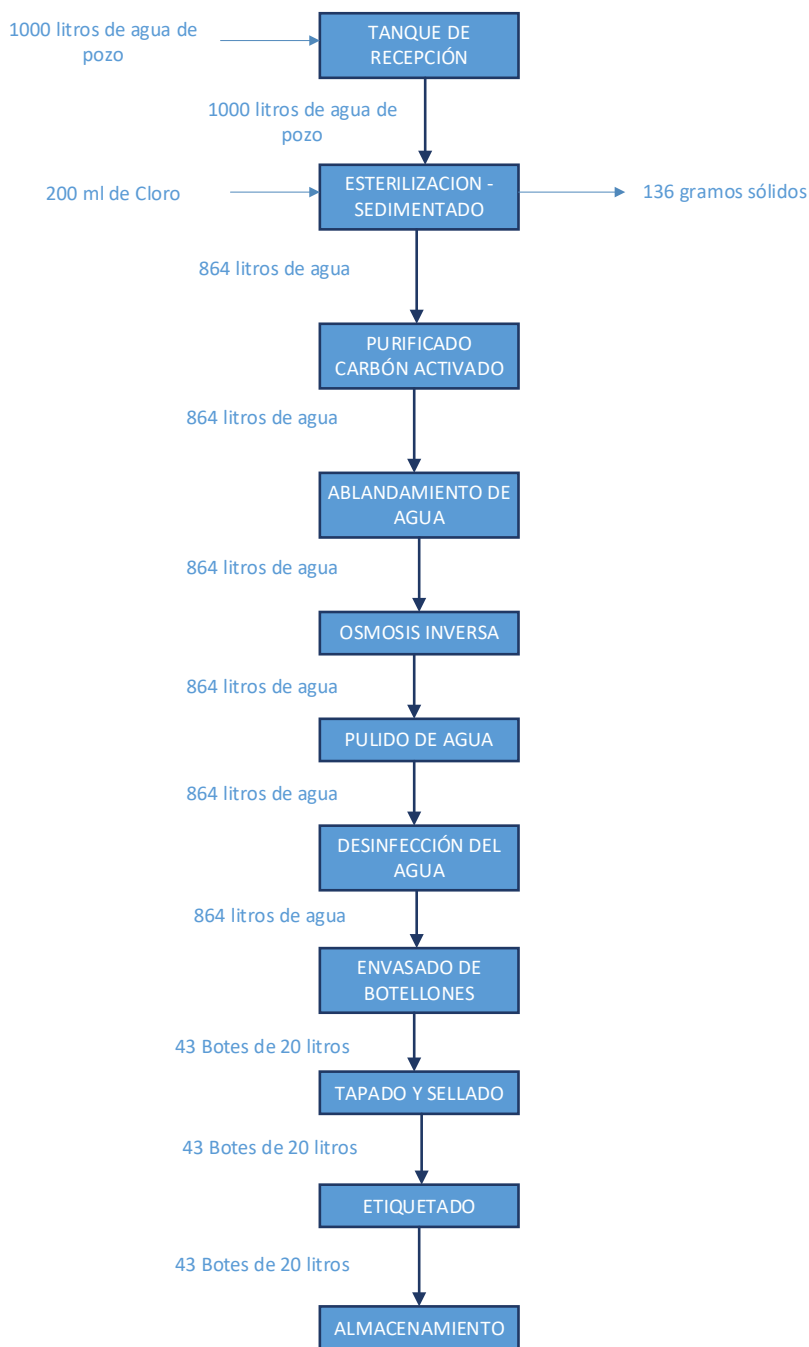 1000 litros de agua de
pozo
TANQUE DE
RECEPCIÓN
1000 litros de agua de
pozo
200 ml de Cloro
ESTERILIZACION -
SEDIMENTADO
136 gramos sólidos
864 litros de agua
PURIFICADO
CARBÓN ACTIVADO
864 litros de agua
ABLANDAMIENTO DE
AGUA
864 litros de agua
OSMOSIS INVERSA
864 litros de agua
PULIDO DE AGUA
864 litros de agua
DESINFECCIÓN DEL
AGUA
864 litros de agua
ENVASADO DE
BOTELLONES
43 Botes de 20 litros
TAPADO Y SELLADO
43 Botes de 20 litros
ETIQUETADO
43 Botes de 20 litros
ALMACENAMIENTO